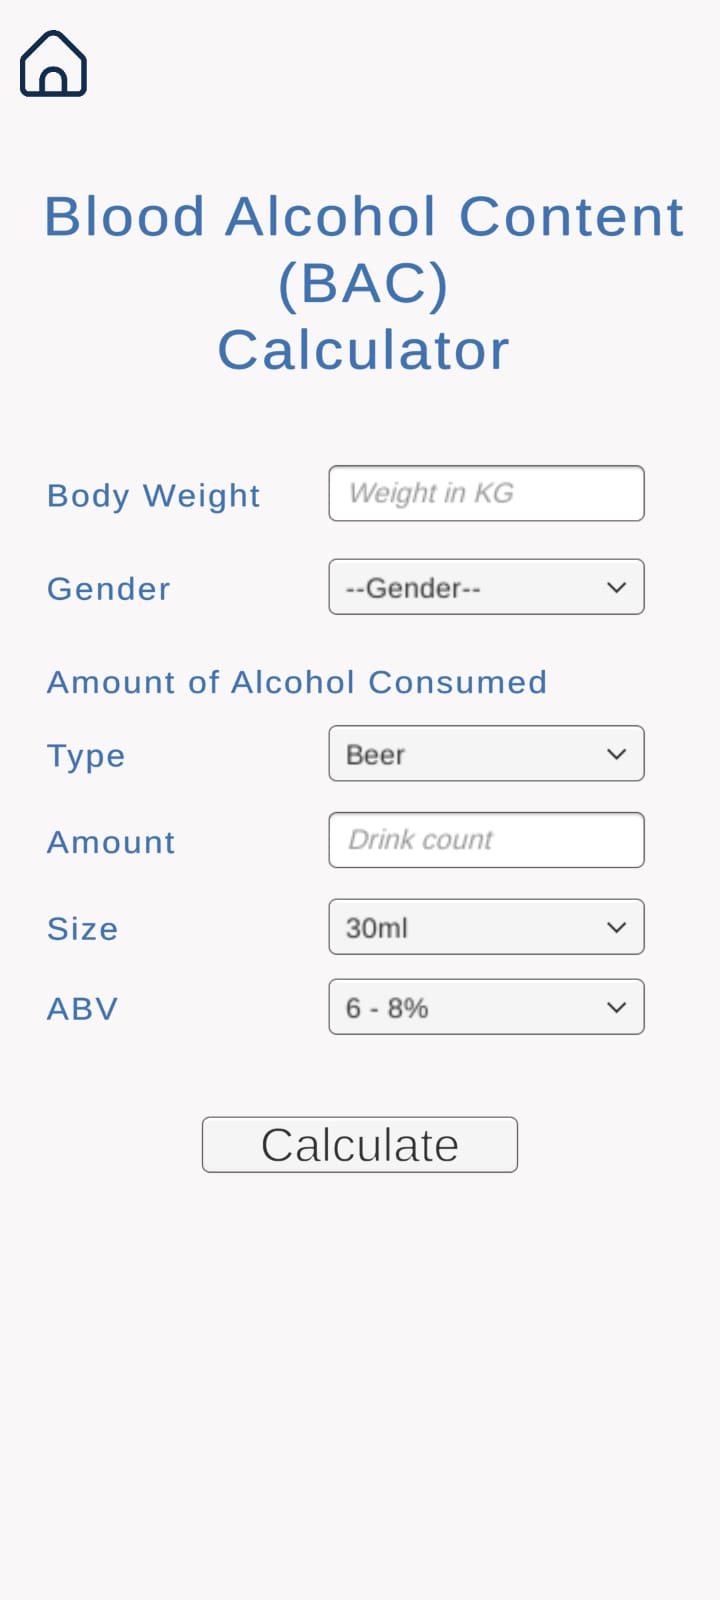 Blood Alcohol Content
(BAC)
Calculator
Body Weight Weight in KG
Gender --Gender--
Amount of Alcohol Consumed
Type Beer
Amount Drink count
Size 30ml
ABV 6 - 8%
Calculate